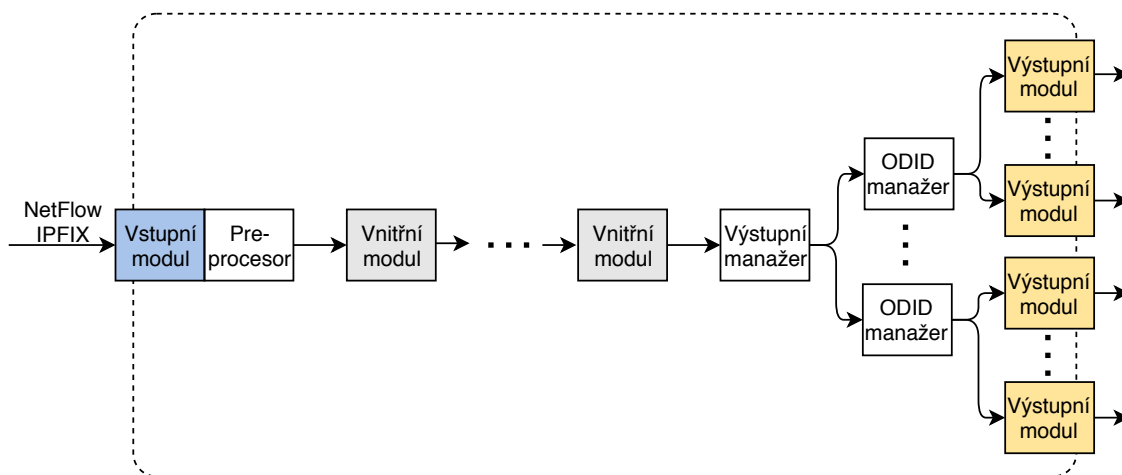 NetFlow
IPFIX
Vstupní
modul
Pre-
procesor
Vnitřní
modul
Vnitřní
modul
Výstupní
manažer
ODID
manažer
ODID
manažer
Výstupní
modul
Výstupní
modul
Výstupní
modul
Výstupní
modul